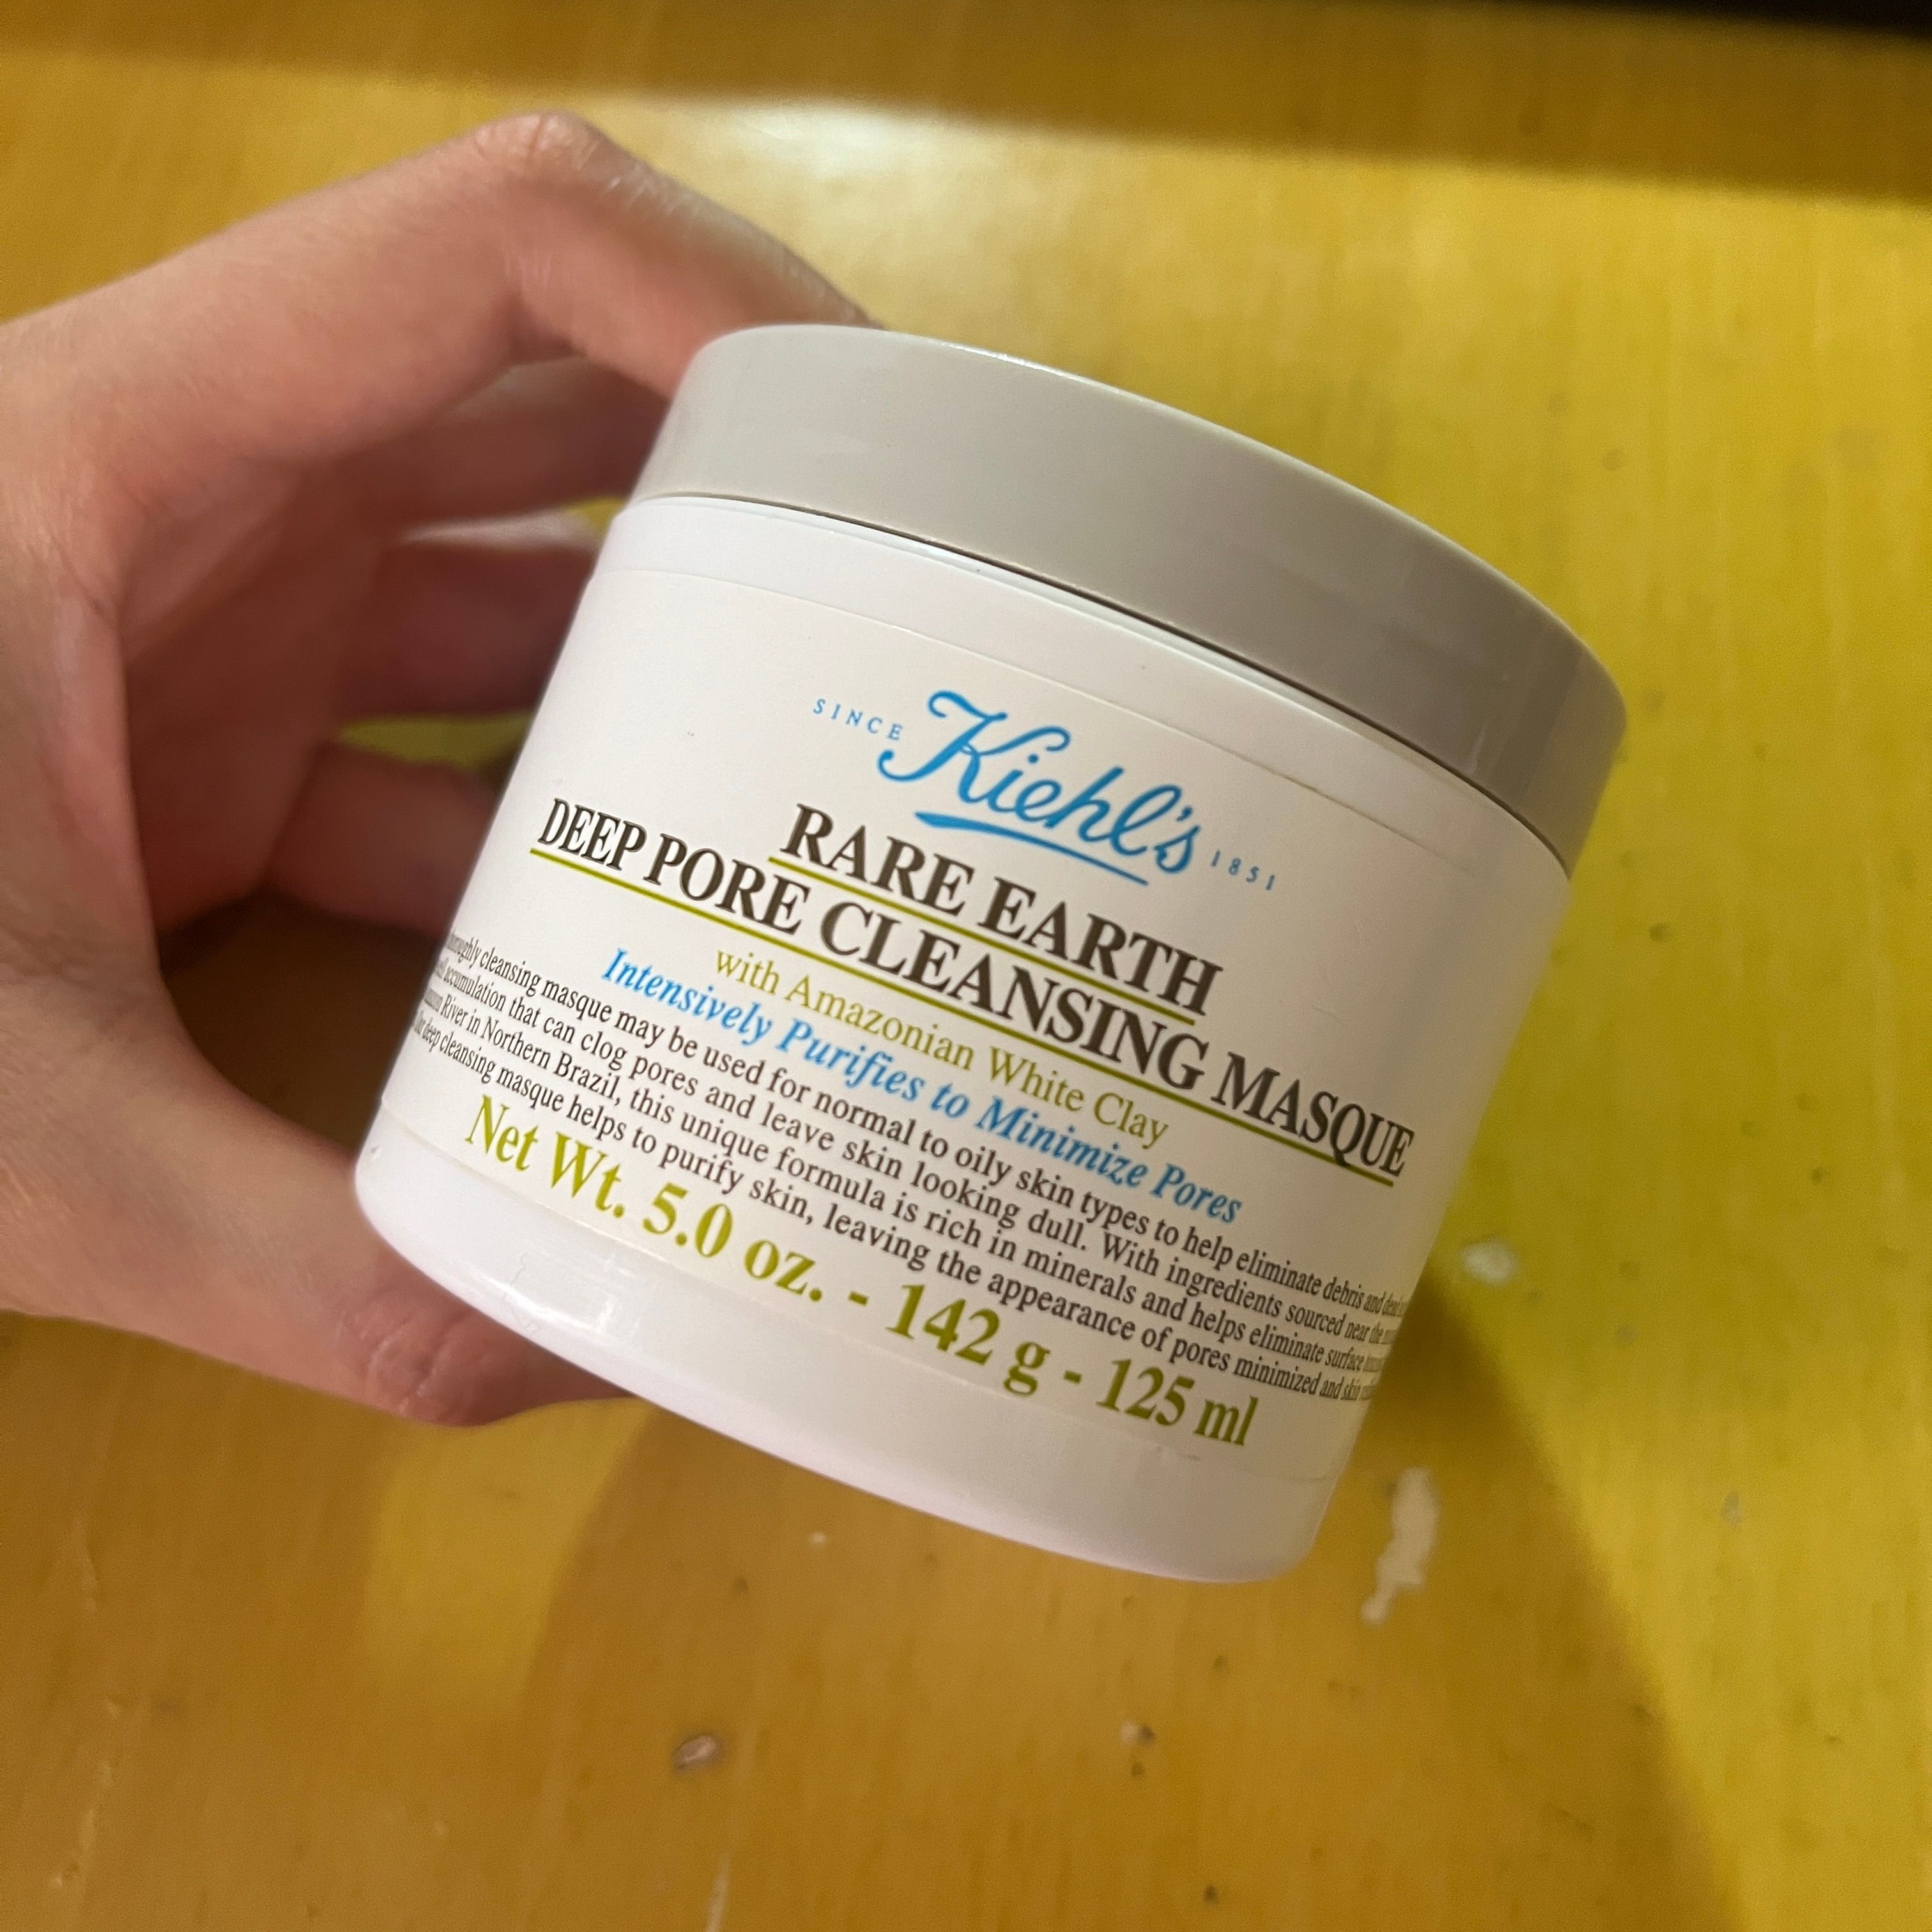 SINCE Kiehl's 1851
RARE EARTH
DEEP PORE CLEANSING MASQUE
with Amazonian White Clay
Intensively Purifies to Minimize Pores
cleansing masque may be used for normal to oily skin types to help eliminate debris and
accumulation that can clog pores and leave skin looking dull. With ingredients sourced near the
River in Northern Brazil, this unique formula is rich in minerals and helps eliminate surface
deep cleansing masque helps to purify skin, leaving the appearance of pores minimized and skin
Net Wt. 5.0 oz. - 142 g - 125 ml